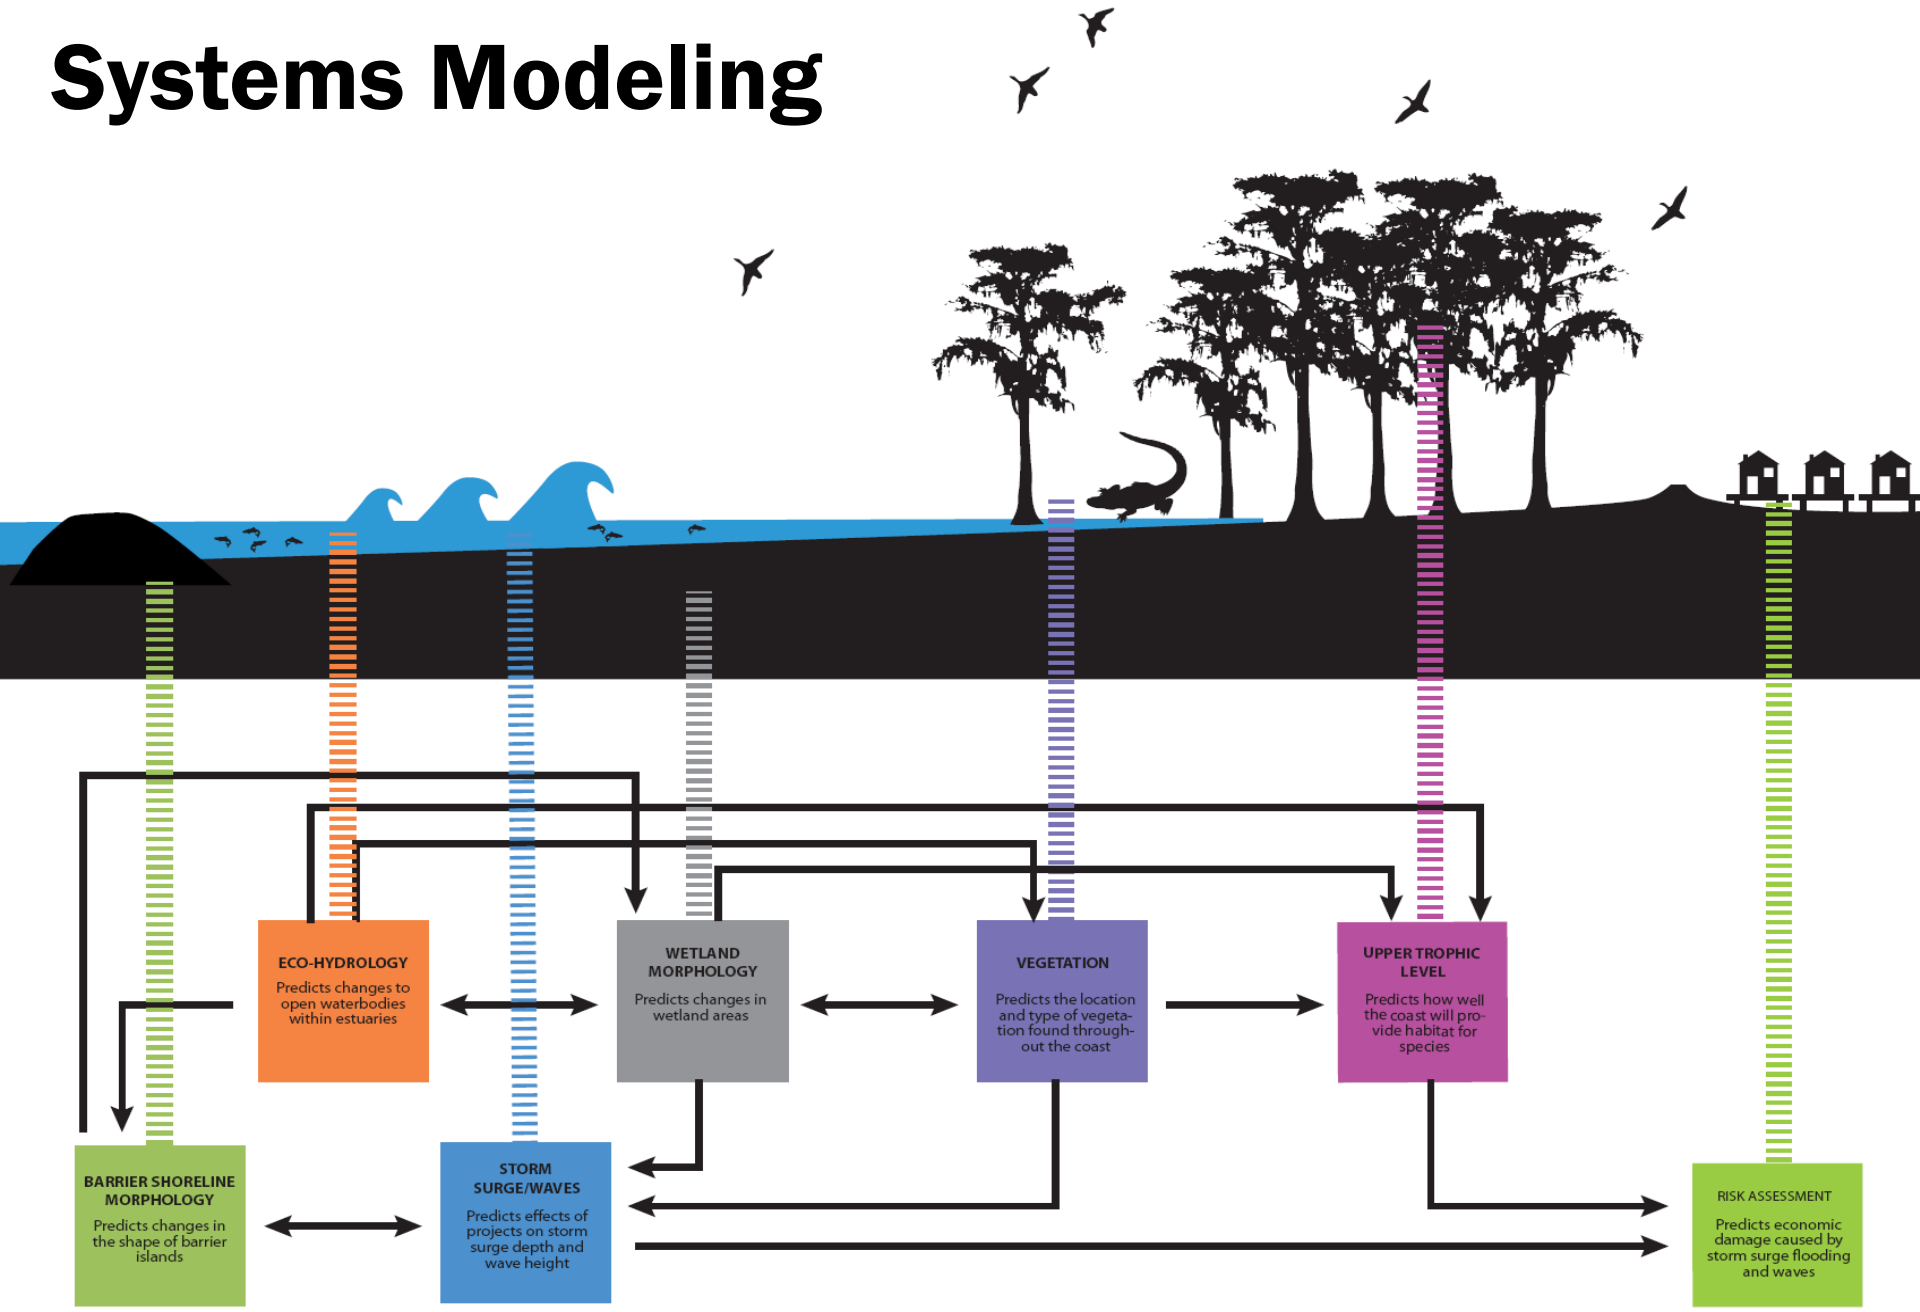 Systems Modeling
ECO-HYDROLOGY
Predicts changes to
open waterbodies
within estuaries
WETLAND
MORPHOLOGY
Predicts changes in
wetland areas
VEGETATION
Predicts the location
and type of vegeta-
tion found through-
out the coast
UPPER TROPHIC
LEVEL
Predicts how well
the coast will pro-
vide habitat for
species
BARRIER SHORELINE
MORPHOLOGY
Predicts changes in
the shape of barrier
islands
STORM
SURGE/WAVES
Predicts effects of
projects on storm
surge depth and
wave height
RISK ASSESSMENT
Predicts economic
damage caused by
storm surge flooding
and waves